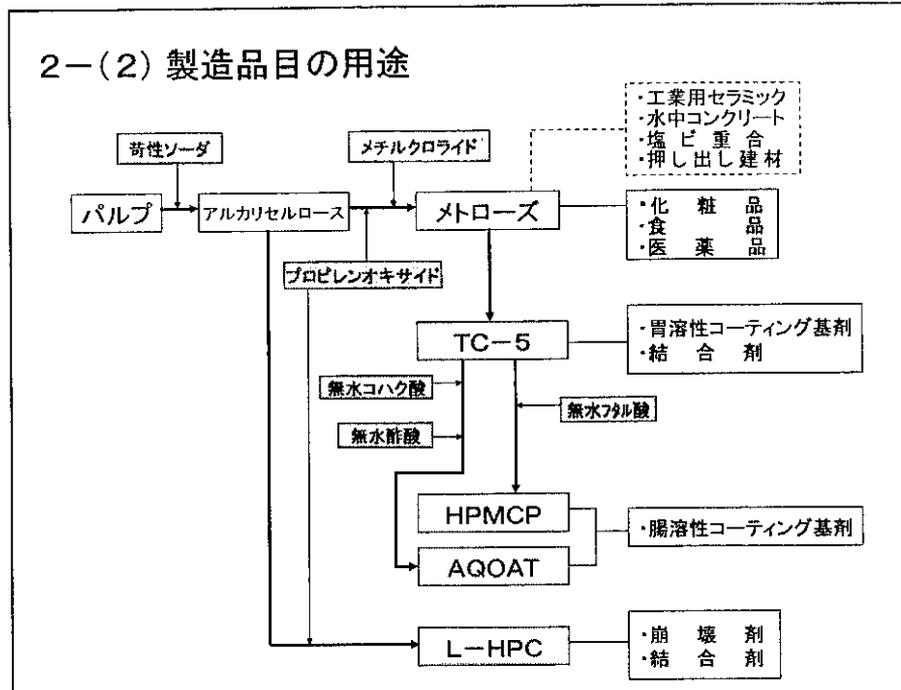 2-(2) 製造品目の用途
・工業用セラミック
・水中コンクリート
・塩ビ重合
・押し出し建材
苛性ソーダ
メチルクロライド
パルプ
アルカリセルロース
メトローズ
・化粧品
・食品
・医薬品
プロピレンオキサイド
TC-5
・胃溶性コーティング基剤
・結合剤
無水コハク酸
無水フタル酸
無水酢酸
HPMCP
・腸溶性コーティング基剤
AQOAT
L-HPC
・崩壊剤
・結合剤